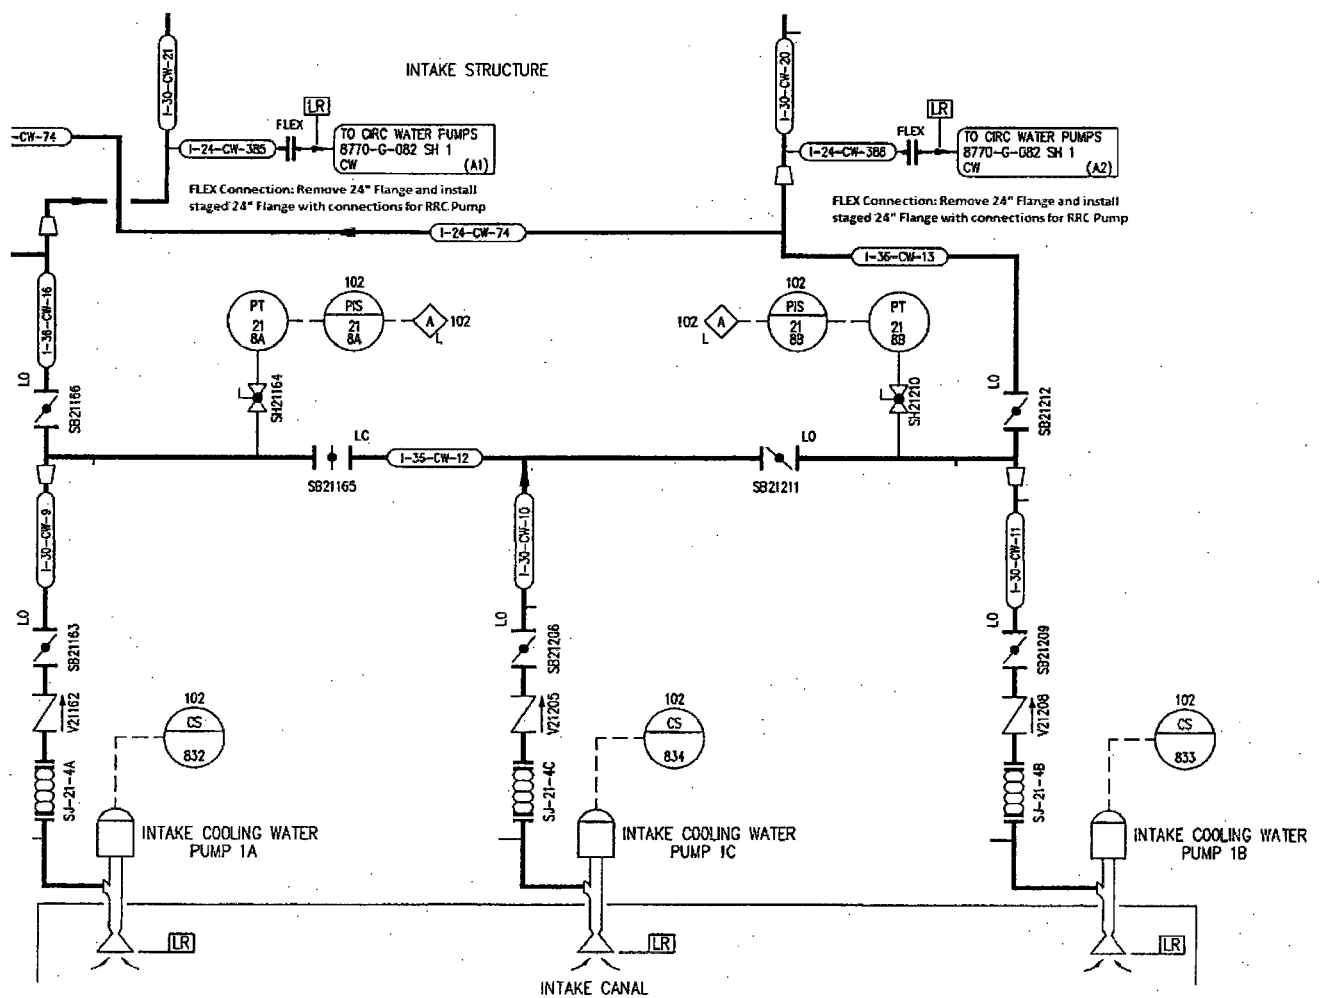 INTAKE STRUCTURE
I-30-CW-21
I-30-CW-20
-CW-74
LR
FLEX
I-24-CW-385
TO CIRC WATER PUMPS
8770-G-082 SH 1
CW (A1)
LR
FLEX
I-24-CW-386
TO CIRC WATER PUMPS
8770-G-082 SH 1
CW (A2)
FLEX Connection: Remove 24" Flange and install
staged 24" Flange with connections for RRC Pump
FLEX Connection: Remove 24" Flange and install
staged 24" Flange with connections for RRC Pump
I-24-CW-74
I-36-CW-13
I-36-CW-16
PT
21
8A
102
PIS
21
8A
A
102
L
102
A
L
102
PIS
21
8B
PT
21
8B
LO
SB21166
SH21164
SH21210
LO
SB21212
LC
SB21165
I-36-CW-12
LO
SB21211
I-30-CW-9
I-30-CW-10
I-30-CW-11
LO
SB21163
LO
SB21206
LO
SB21209
V21162
V21205
V21208
102
CS
832
102
CS
834
102
CS
833
SJ-21-4A
SJ-21-4C
SJ-21-4B
INTAKE COOLING WATER
PUMP 1A
INTAKE COOLING WATER
PUMP 1C
INTAKE COOLING WATER
PUMP 1B
LR
LR
LR
INTAKE CANAL